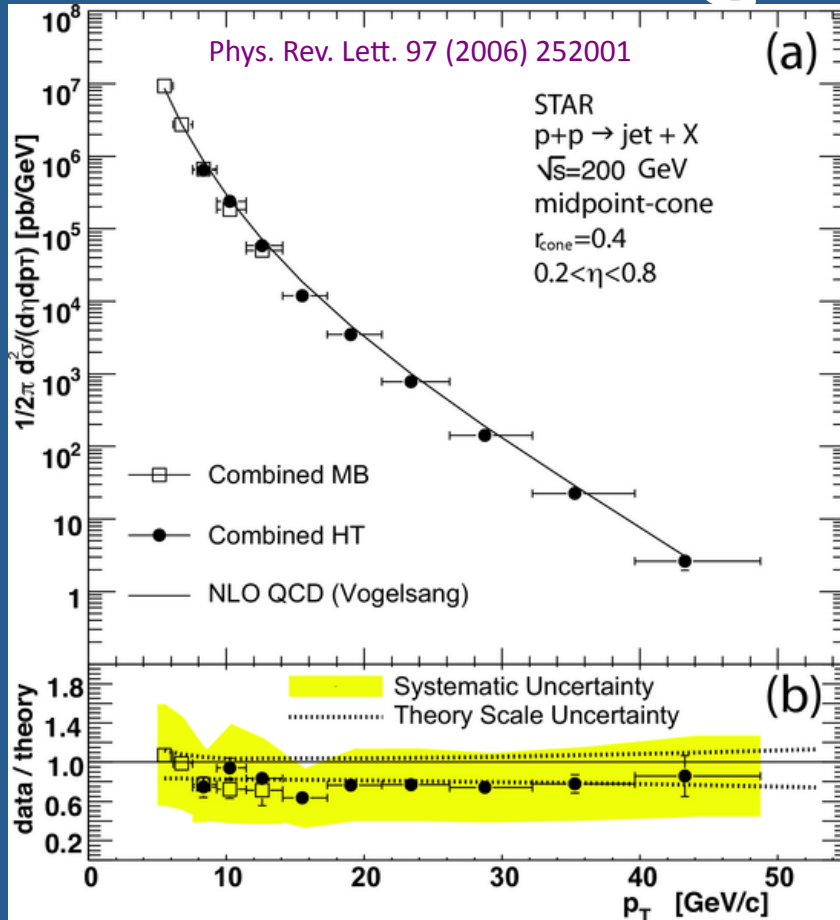 Phys. Rev. Lett. 97 (2006) 252001
(a)
STAR
p+p → jet + X
√s=200 GeV
midpoint-cone
r_cone=0.4
0.2<η<0.8
1/2π d²σ/(dηdp_T) [pb/GeV]
10⁸
10⁷
10⁶
10⁵
10⁴
10³
10²
10
1
Combined MB
Combined HT
NLO QCD (Vogelsang)
(b)
Systematic Uncertainty
Theory Scale Uncertainty
data / theory
1.8
1.4
1.0
0.6
0.2
0 10 20 30 40 50
p_T [GeV/c]